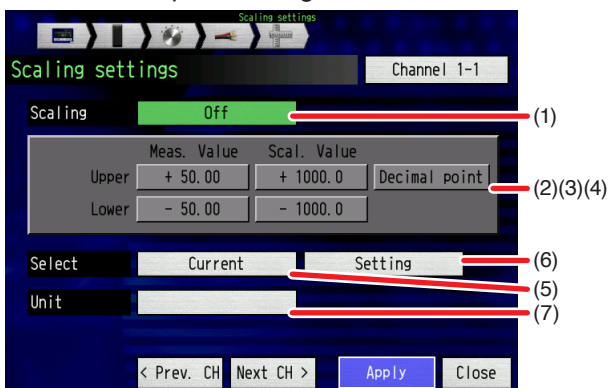 Scaling settings
Scaling settings
Channel 1-1
Scaling Off
(1)
Meas. Value Scal. Value
Upper + 50.00 + 1000.0 Decimal point
(2)(3)(4)
Lower - 50.00 - 1000.0
Select Current Setting
(6)
(5)
Unit
(7)
< Prev. CH Next CH > Apply Close